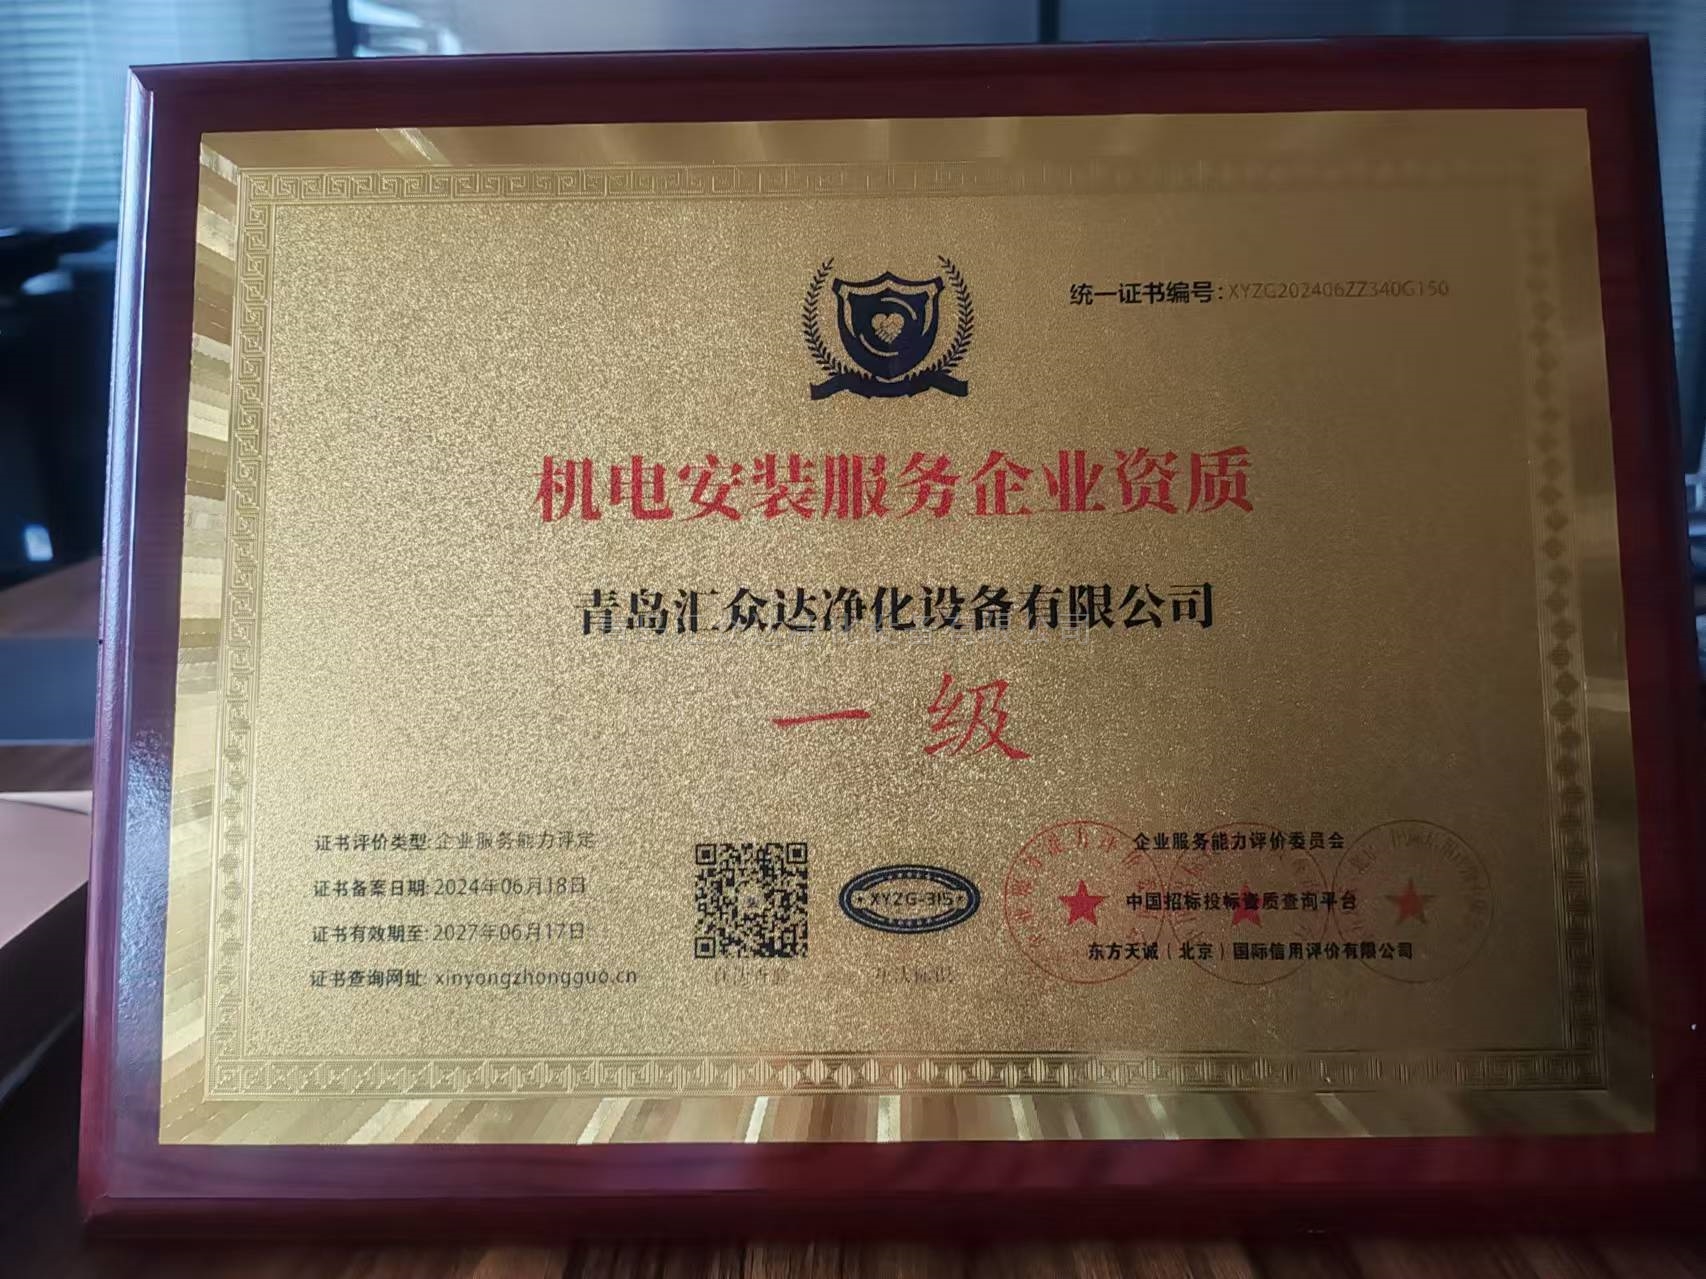 统一证书编号:XYZG202406ZZ340G150
机电安装服务企业资质
青岛汇众达净化设备有限公司
一级
证书评价类型:企业服务能力评定
证书备案日期:2024年06月18日
证书有效期至:2027年06月17日
证书查询网址:xinyongzhongguo.cn
XYZG-315
企业服务能力评价委员会
中国招标投标资质查询平台
东方天诚(北京)国际信用评价有限公司